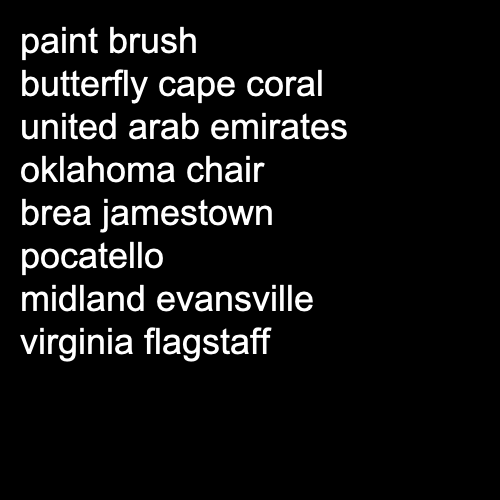 paint brush
butterfly cape coral
united arab emirates
oklahoma chair
brea jamestown
pocatello
midland evansville
virginia flagstaff